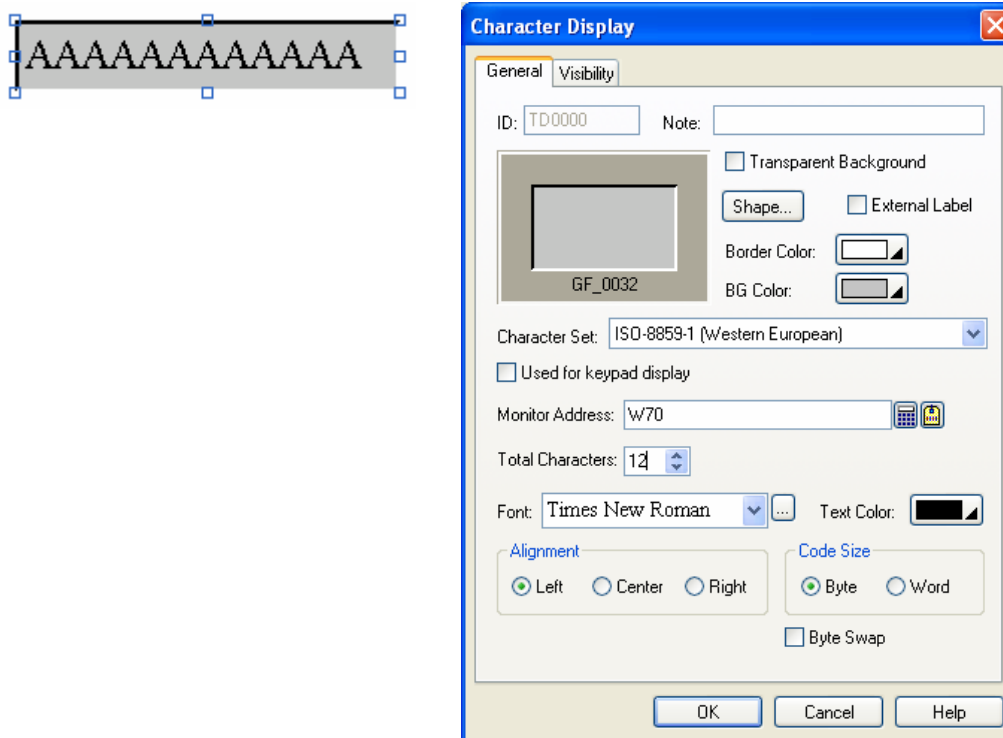 AAAAAAAAAAAA
Character Display
General Visibility
ID: TD0000 Note:
Transparent Background
Shape... External Label
Border Color:
GF_0032
BG Color:
Character Set: ISO-8859-1 (Western European)
Used for keypad display
Monitor Address: W70
Total Characters: 12
Font: Times New Roman ... Text Color:
Alignment Code Size
Left Center Right Byte Word
Byte Swap
OK Cancel Help